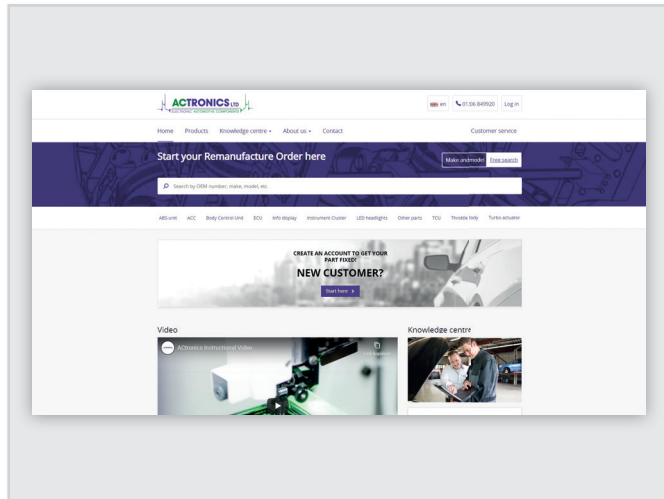 ACTRONICS LTD
ELECTRONIC AUTOMOTIVE COMPONENTS
en
01206 849920
Log in
Home
Products
Knowledge centre
About us
Contact
Customer service
Start your Remanufacture Order here
Make andmodel
Free search
Search by OEM number, make, model, etc.
ABS unit
ACC
Body Control Unit
ECU
Info display
Instrument Cluster
LED headlights
Other parts
TCU
Throttle body
Turbo actuator
CREATE AN ACCOUNT TO GET YOUR
PART FIXED!
NEW CUSTOMER?
Start here
Video
Knowledge centre
ACtronics Instructional Video